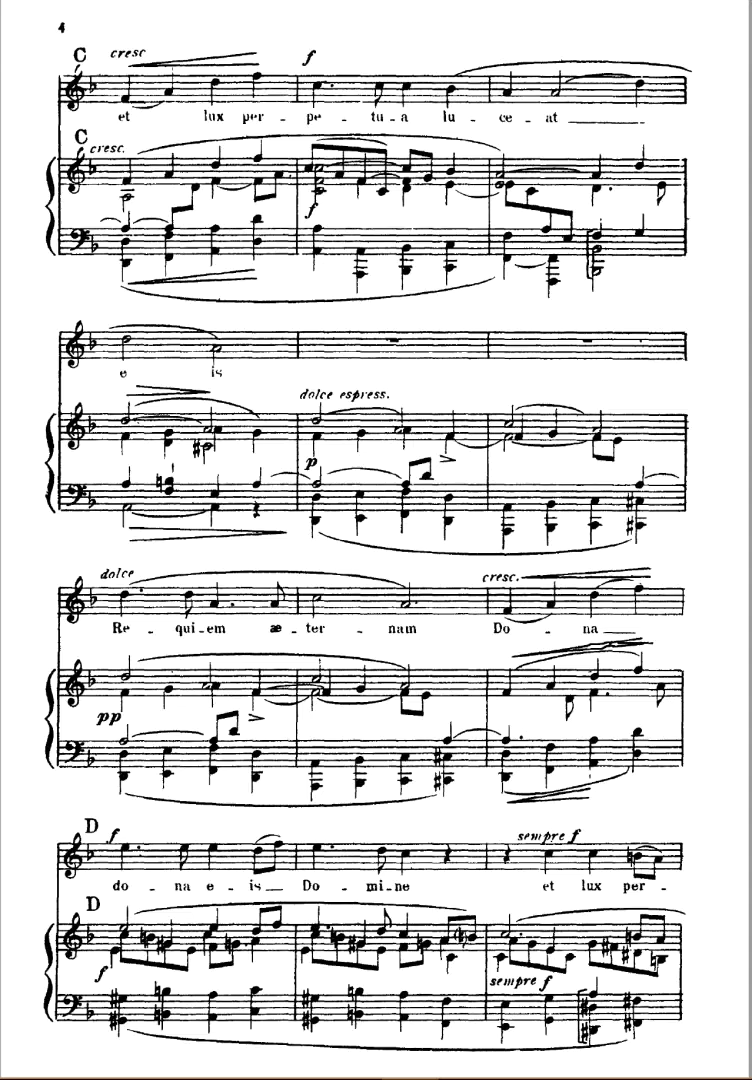 4
C cresc f
et lux per - pe - tu - a lu - ce - at
C
cresc.
f
e is
dolce espress.
p
dolce cresc.
Re - qui - em æ - ter - nam Do - na
pp
D f sempre f
do - na e - is Do - mi - ne et lux per -
D
f
sempre f